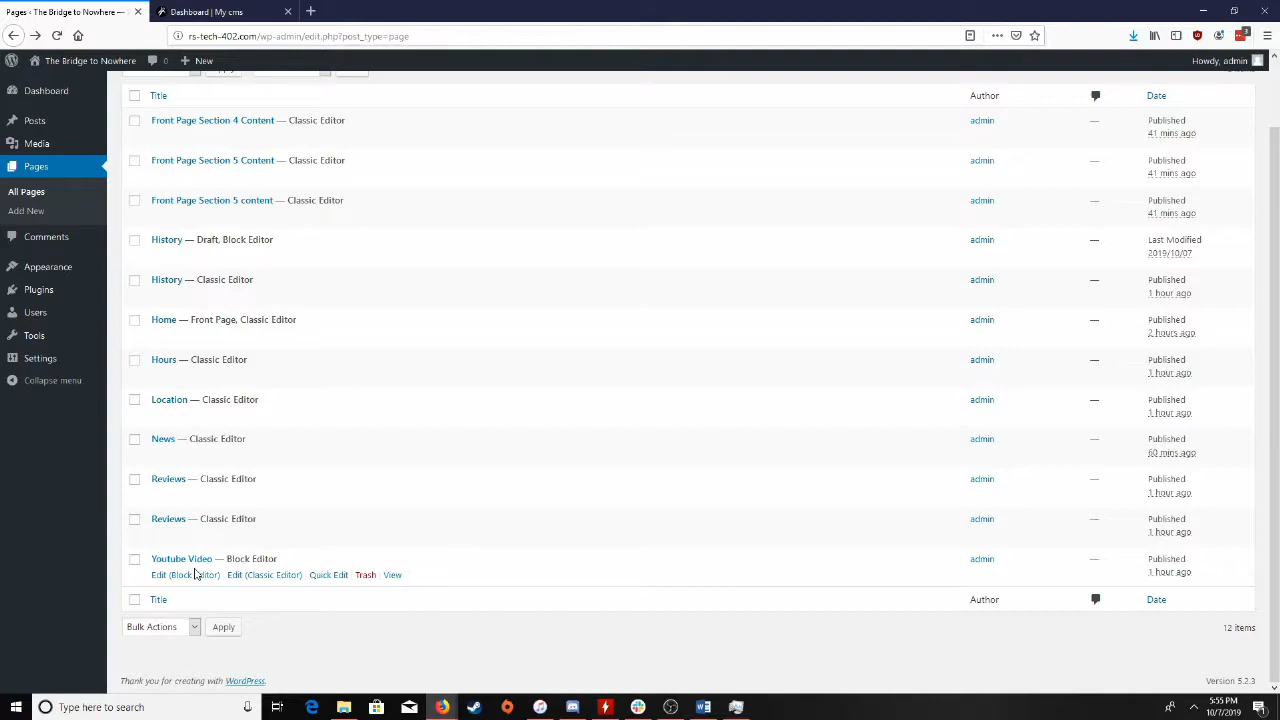 Pages ‹ The Bridge to Nowhere —
Dashboard | My cms
rs-tech-402.com/wp-admin/edit.php?post_type=page
3
The Bridge to Nowhere
0
New
Howdy, admin
Dashboard
Posts
Media
Pages
All Pages
Add New
Comments
Appearance
Plugins
Users
Tools
Settings
Collapse menu
Title Author Date
Front Page Section 4 Content — Classic Editor admin — Published
41 mins ago
Front Page Section 5 Content — Classic Editor admin — Published
41 mins ago
Front Page Section 5 content — Classic Editor admin — Published
41 mins ago
History — Draft, Block Editor admin — Last Modified
2019/10/07
History — Classic Editor admin — Published
1 hour ago
Home — Front Page, Classic Editor admin — Published
2 hours ago
Hours — Classic Editor admin — Published
1 hour ago
Location — Classic Editor admin — Published
1 hour ago
News — Classic Editor admin — Published
60 mins ago
Reviews — Classic Editor admin — Published
1 hour ago
Reviews — Classic Editor admin — Published
1 hour ago
Youtube Video — Block Editor admin — Published
Edit (Block Editor) | Edit (Classic Editor) | Quick Edit | Trash | View 1 hour ago
Title Author Date
Bulk Actions Apply 12 items
Thank you for creating with WordPress. Version 5.2.3
Type here to search
5:55 PM
10/7/2019